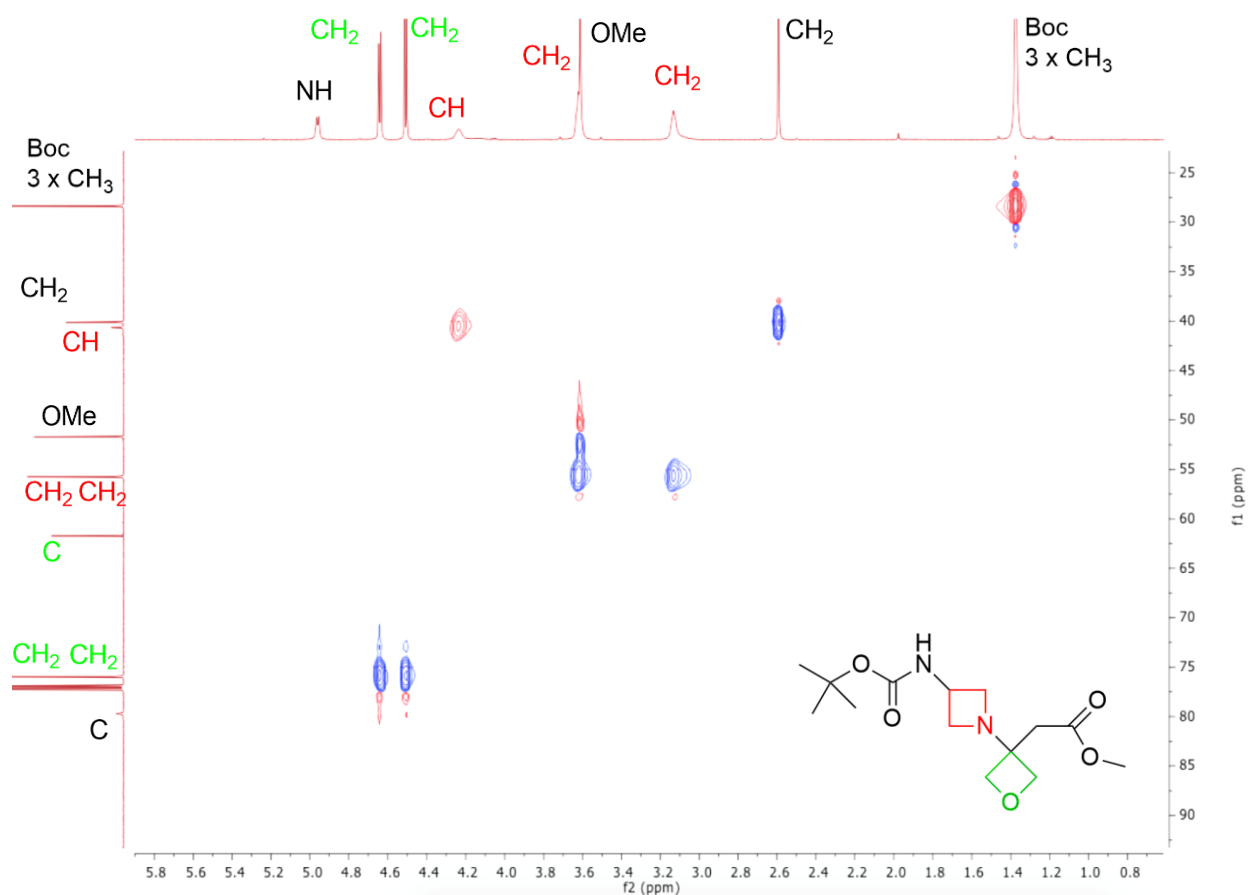 CH₂
CH₂
OMe
CH₂
Boc
3 x CH₃
CH₂
CH₂
NH
CH
Boc
3 x CH₃
CH₂
CH
OMe
CH₂ CH₂
C
CH₂ CH₂
C
25
30
35
40
45
50
55
60
65
70
75
80
85
90
f1 (ppm)
H
O
N
O
N
O
O
O
5.8 5.6 5.4 5.2 5.0 4.8 4.6 4.4 4.2 4.0 3.8 3.6 3.4 3.2 3.0 2.8 2.6 2.4 2.2 2.0 1.8 1.6 1.4 1.2 1.0 0.8
f2 (ppm)